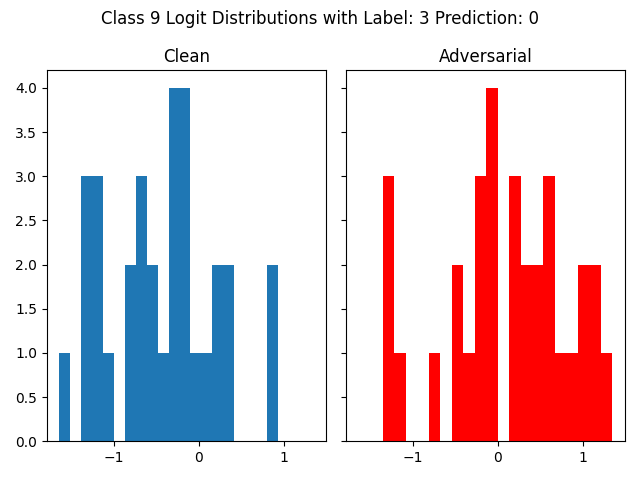 Class 9 Logit Distributions with Label: 3 Prediction: 0
Clean
Adversarial
4.0
3.5
3.0
2.5
2.0
1.5
1.0
0.5
0.0
−1 0 1
−1 0 1